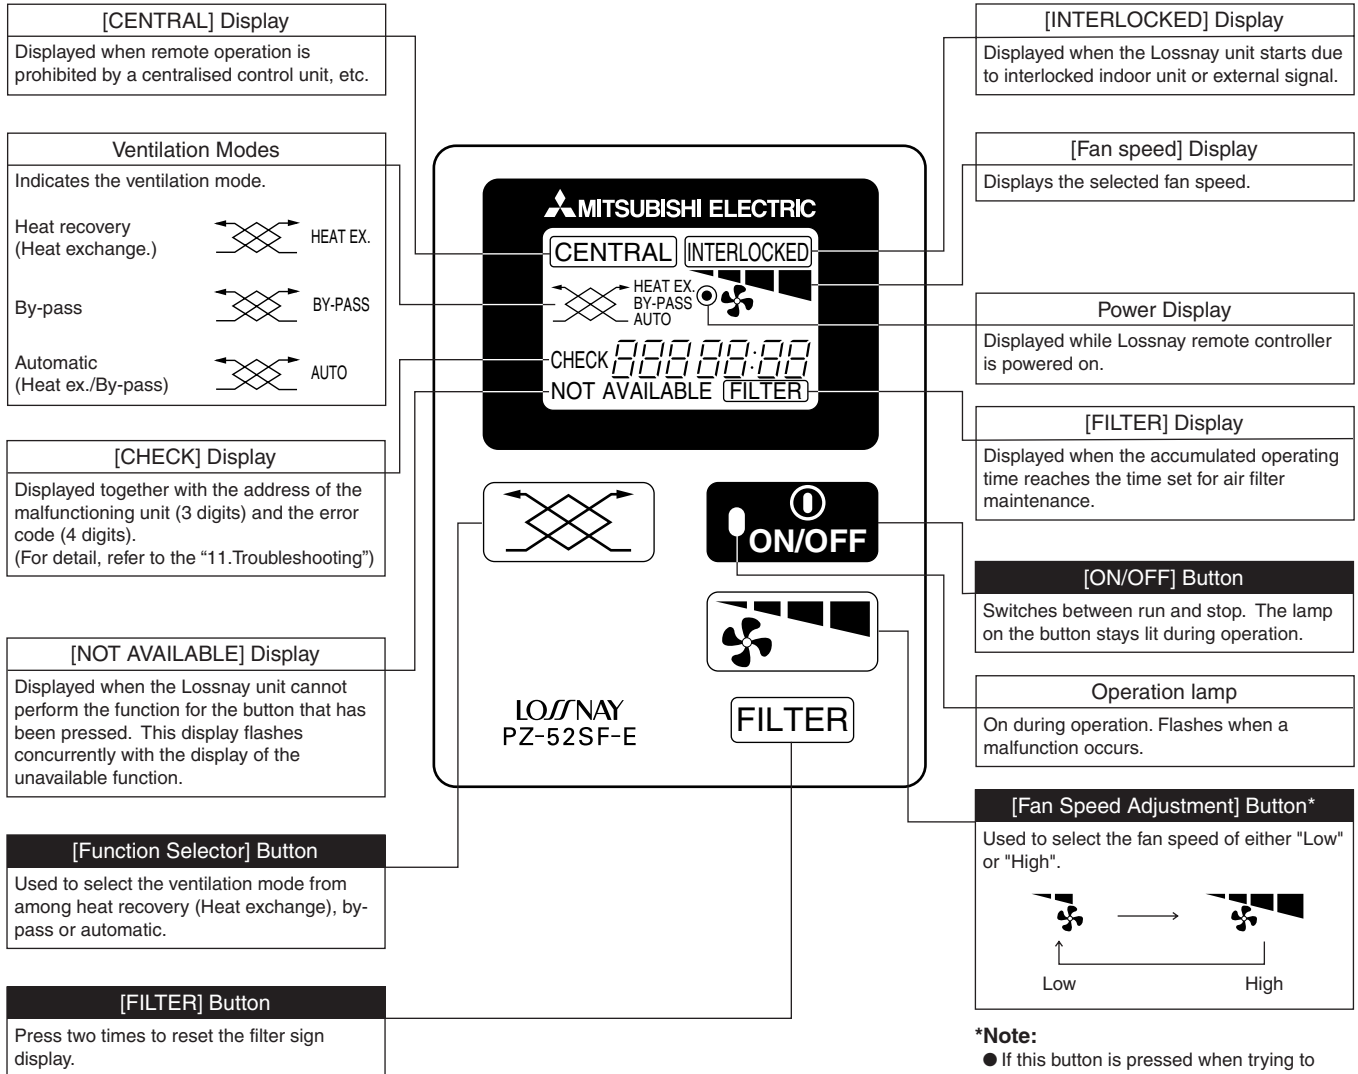 [CENTRAL] Display
Displayed when remote operation is
prohibited by a centralised control unit, etc.
Ventilation Modes
Indicates the ventilation mode.
Heat recovery
(Heat exchange.)
HEAT EX.
By-pass
BY-PASS
Automatic
(Heat ex./By-pass)
AUTO
[CHECK] Display
Displayed together with the address of the
malfunctioning unit (3 digits) and the error
code (4 digits).
(For detail, refer to the “11.Troubleshooting”)
[NOT AVAILABLE] Display
Displayed when the Lossnay unit cannot
perform the function for the button that has
been pressed. This display flashes
concurrently with the display of the
unavailable function.
[Function Selector] Button
Used to select the ventilation mode from
among heat recovery (Heat exchange), by-
pass or automatic.
[FILTER] Button
Press two times to reset the filter sign
display.
MITSUBISHI ELECTRIC
CENTRAL INTERLOCKED
HEAT EX.
BY-PASS
AUTO
CHECK 888 88:88
NOT AVAILABLE FILTER
ON/OFF
LOSSNAY
PZ-52SF-E
FILTER
[INTERLOCKED] Display
Displayed when the Lossnay unit starts due
to interlocked indoor unit or external signal.
[Fan speed] Display
Displays the selected fan speed.
Power Display
Displayed while Lossnay remote controller
is powered on.
[FILTER] Display
Displayed when the accumulated operating
time reaches the time set for air filter
maintenance.
[ON/OFF] Button
Switches between run and stop. The lamp
on the button stays lit during operation.
Operation lamp
On during operation. Flashes when a
malfunction occurs.
[Fan Speed Adjustment] Button*
Used to select the fan speed of either "Low"
or "High".
Low High
*Note:
● If this button is pressed when trying to